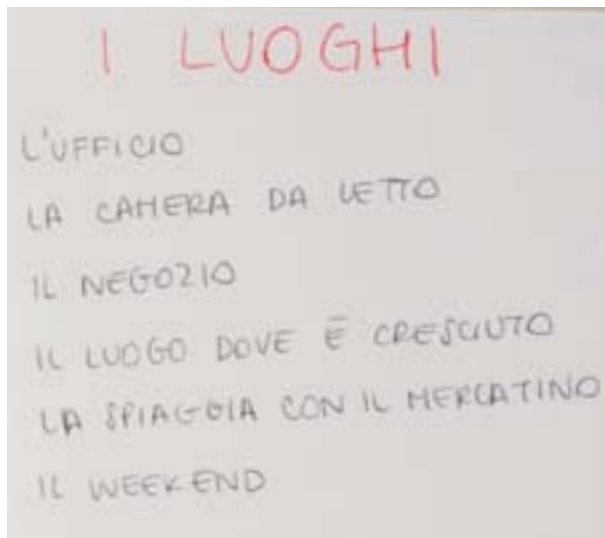 I LUOGHI
L'UFFICIO
LA CAMERA DA LETTO
IL NEGOZIO
IL LUOGO DOVE È CRESCIUTO
LA SPIAGGIA CON IL MERCATINO
IL WEEKEND